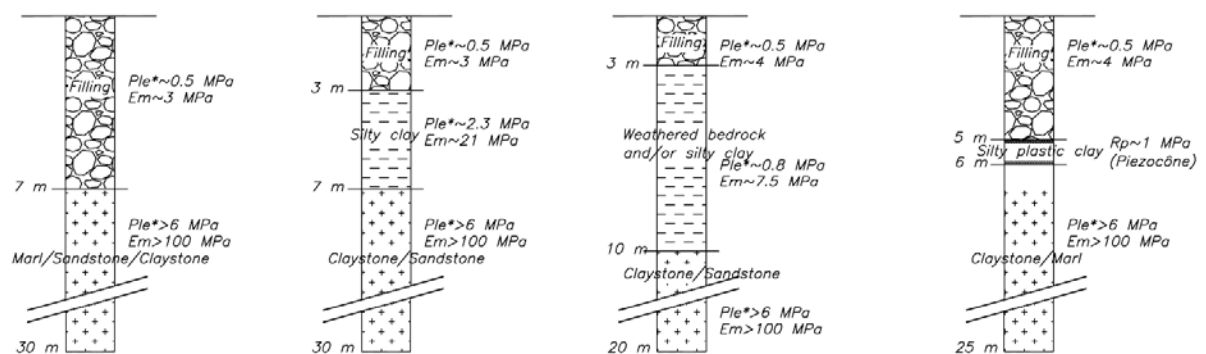 Filling
Ple*~0.5 MPa
Em~3 MPa
7 m
Ple*>6 MPa
Em>100 MPa
Marl/Sandstone/Claystone
30 m
Filling
Ple*~0.5 MPa
Em~3 MPa
3 m
Silty clay
Ple*~2.3 MPa
Em~21 MPa
7 m
Ple*>6 MPa
Em>100 MPa
Claystone/Sandstone
30 m
Filling
Ple*~0.5 MPa
Em~4 MPa
3 m
Weathered bedrock
and/or silty clay
Ple*~0.8 MPa
Em~7.5 MPa
10 m
Claystone/Sandstone
Ple*>6 MPa
Em>100 MPa
20 m
Filling
Ple*~0.5 MPa
Em~4 MPa
5 m
Silty plastic clay
Rp~1 MPa
(Piezocône)
6 m
Ple*>6 MPa
Em>100 MPa
Claystone/Marl
25 m